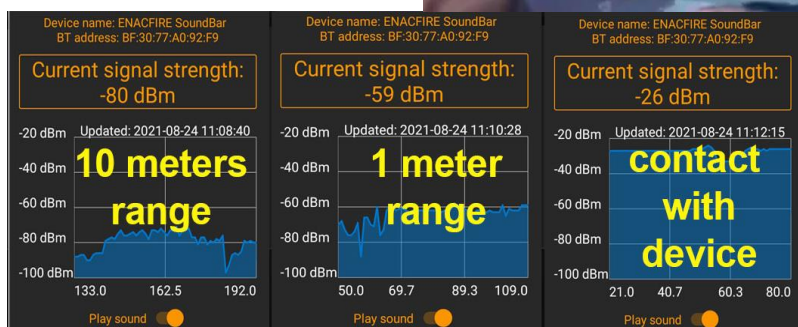 Device name: ENACFIRE SoundBar
BT address: BF:30:77:A0:92:F9
Current signal strength:
-80 dBm
-20 dBm
Updated: 2021-08-24 11:08:40
-40 dBm
-60 dBm
-80 dBm
-100 dBm
10 meters
range
133.0 162.5 192.0
Play sound
Device name: ENACFIRE SoundBar
BT address: BF:30:77:A0:92:F9
Current signal strength:
-59 dBm
-20 dBm
Updated: 2021-08-24 11:10:28
-40 dBm
-60 dBm
-80 dBm
-100 dBm
1 meter
range
50.0 69.7 89.3 109.0
Play sound
Device name: ENACFIRE SoundBar
BT address: BF:30:77:A0:92:F9
Current signal strength:
-26 dBm
-20 dBm
Updated: 2021-08-24 11:12:15
-40 dBm
-60 dBm
-80 dBm
-100 dBm
contact
with
device
21.0 40.7 60.3 80.0
Play sound